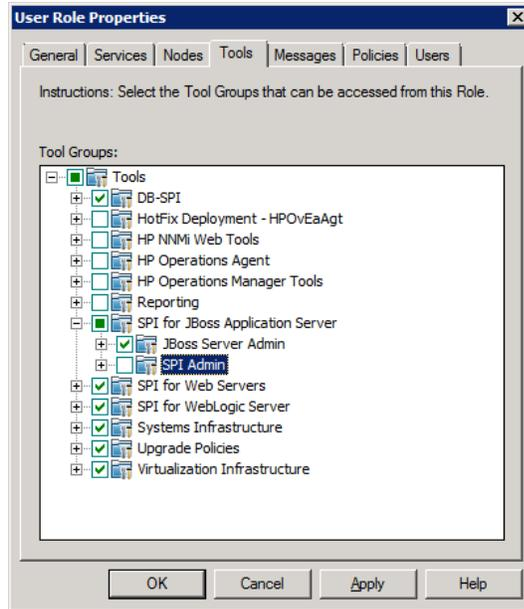 User Role Properties
General Services Nodes Tools Messages Policies Users
Instructions: Select the Tool Groups that can be accessed from this Role.
Tool Groups:
Tools
DB-SPI
HotFix Deployment - HPOvEaAgt
HP NNMi Web Tools
HP Operations Agent
HP Operations Manager Tools
Reporting
SPI for JBoss Application Server
JBoss Server Admin
SPI Admin
SPI for Web Servers
SPI for WebLogic Server
Systems Infrastructure
Upgrade Policies
Virtualization Infrastructure
OK Cancel Apply Help